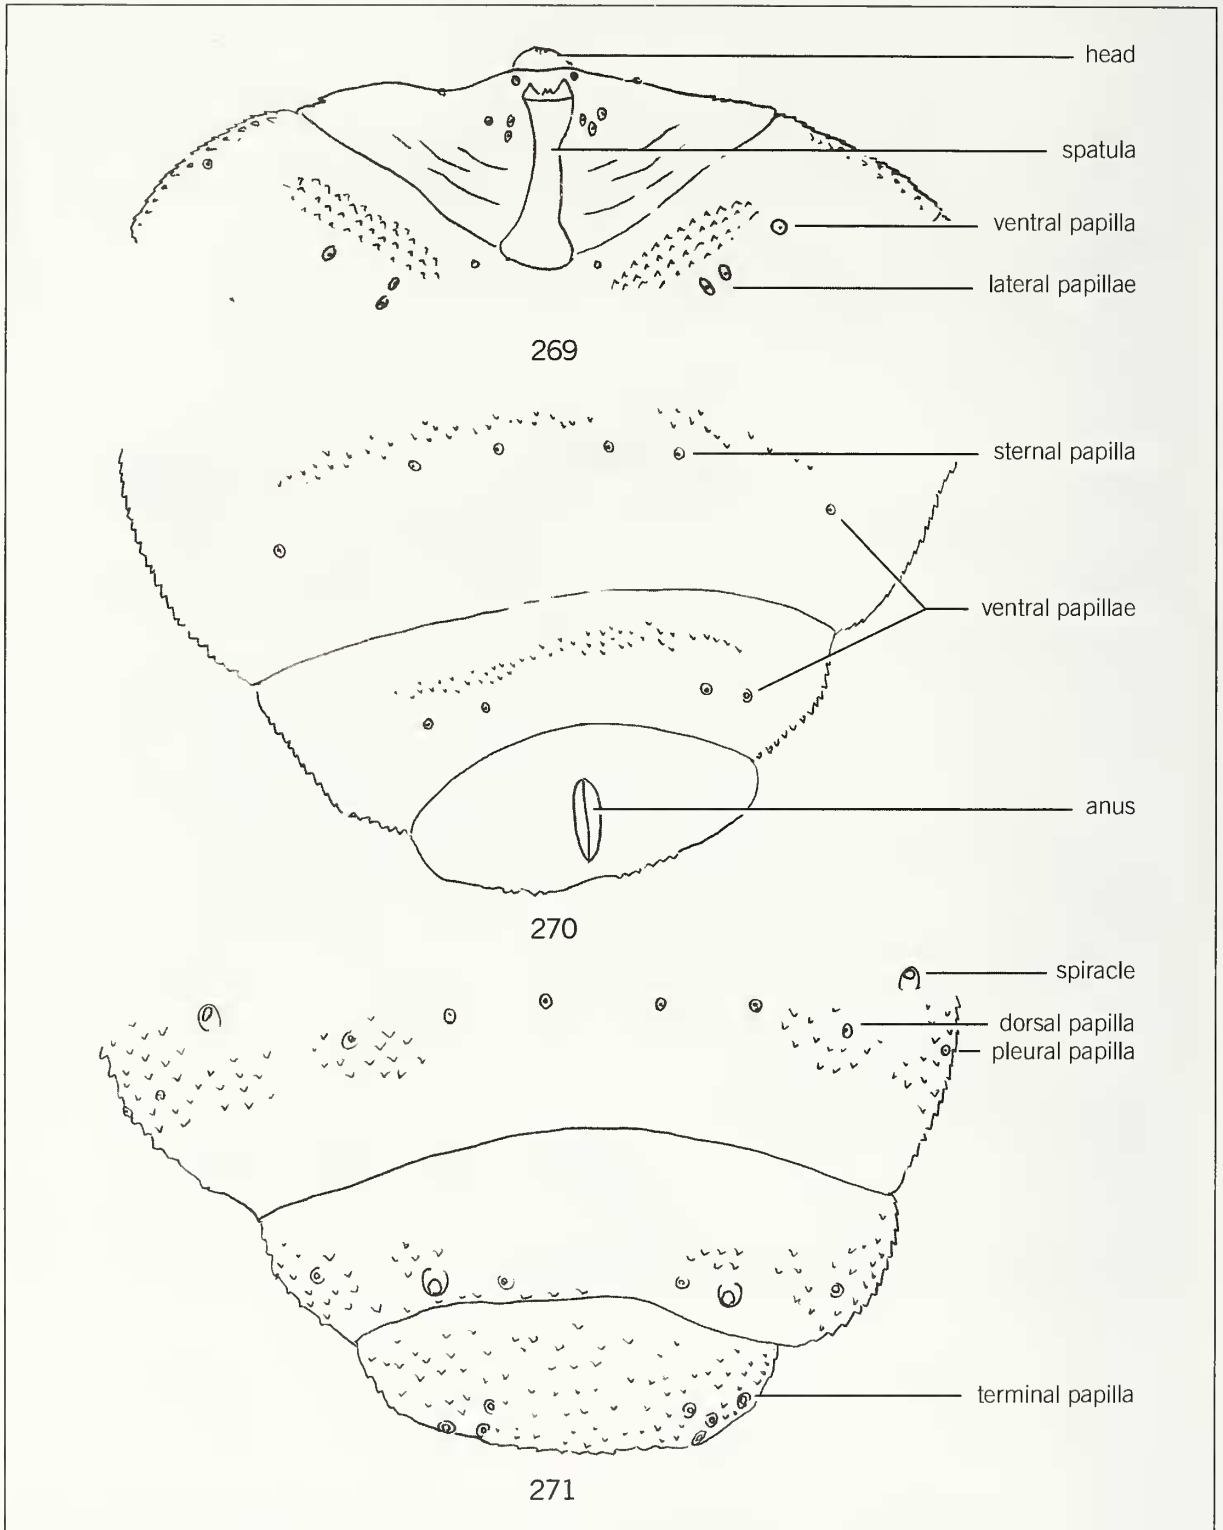 head
spatula
ventral papilla
lateral papillae
269
sternal papilla
ventral papillae
anus
270
spiracle
dorsal papilla
pleural papilla
terminal papilla
271